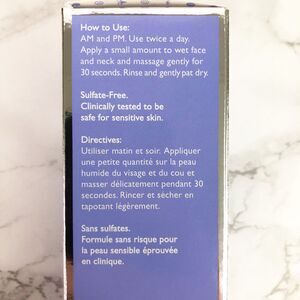 How to Use:
AM and PM. Use twice a day.
Apply a small amount to wet face
and neck and massage gently for
30 seconds. Rinse and gently pat dry.
Sulfate-Free.
Clinically tested to be
safe for sensitive skin.
Directives:
Utiliser matin et soir. Appliquer
une petite quantité sur la peau
humide du visage et du cou et
masser délicatement pendant 30
secondes. Rincer et sécher en
tapotant légèrement.
Sans sulfates.
Formule sans risque pour
la peau sensible éprouvée
en clinique.